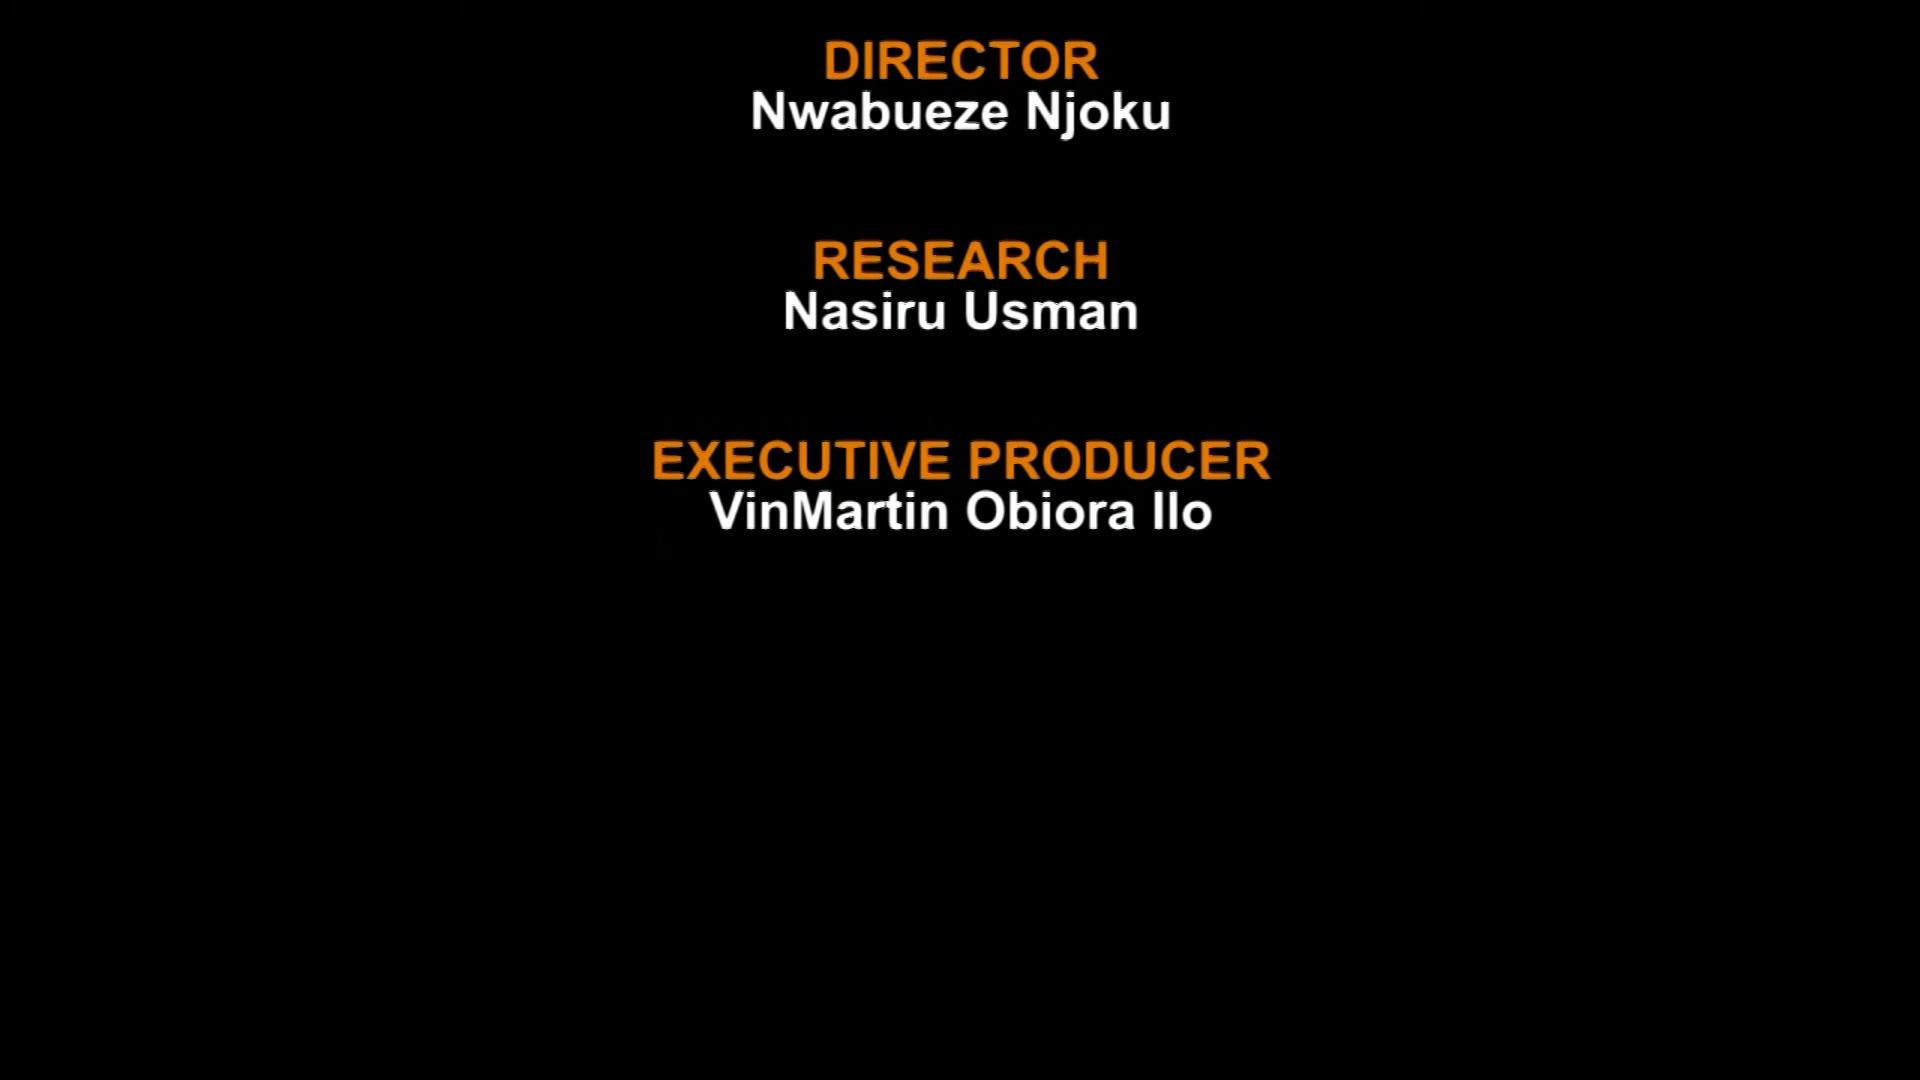 DIRECTOR
Nwabueze Njoku
RESEARCH
Nasiru Usman
EXECUTIVE PRODUCER
VinMartin Obiora Ilo